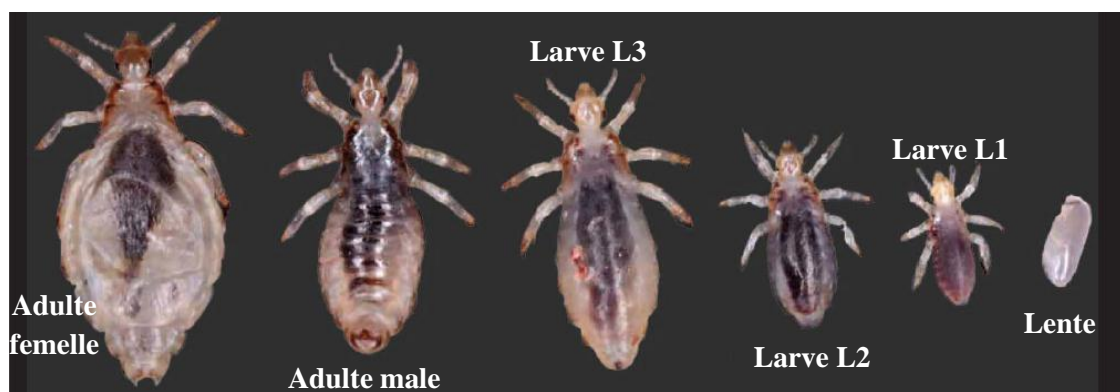 Larve L3
Larve L1
Adulte
femelle
Adulte male
Larve L2
Lente